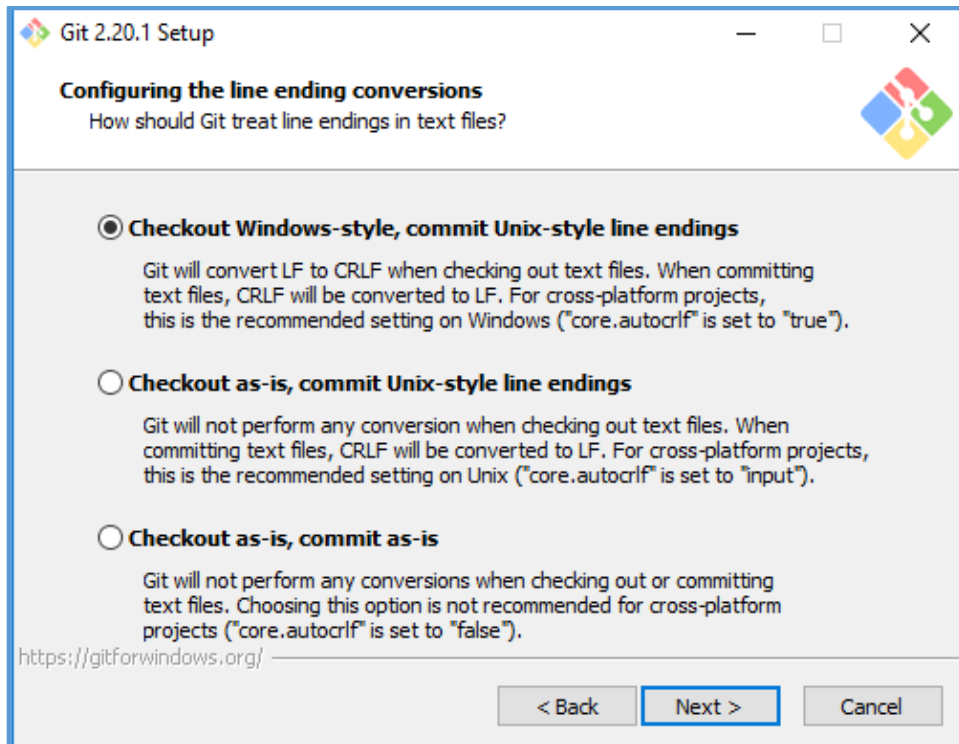 Git 2.20.1 Setup
Configuring the line ending conversions
How should Git treat line endings in text files?
Checkout Windows-style, commit Unix-style line endings
Git will convert LF to CRLF when checking out text files. When committing
text files, CRLF will be converted to LF. For cross-platform projects,
this is the recommended setting on Windows ("core.autocrlf" is set to "true").
Checkout as-is, commit Unix-style line endings
Git will not perform any conversion when checking out text files. When
committing text files, CRLF will be converted to LF. For cross-platform projects,
this is the recommended setting on Unix ("core.autocrlf" is set to "input").
Checkout as-is, commit as-is
Git will not perform any conversions when checking out or committing
text files. Choosing this option is not recommended for cross-platform
projects ("core.autocrlf" is set to "false").
https://gitforwindows.org/
< Back Next > Cancel